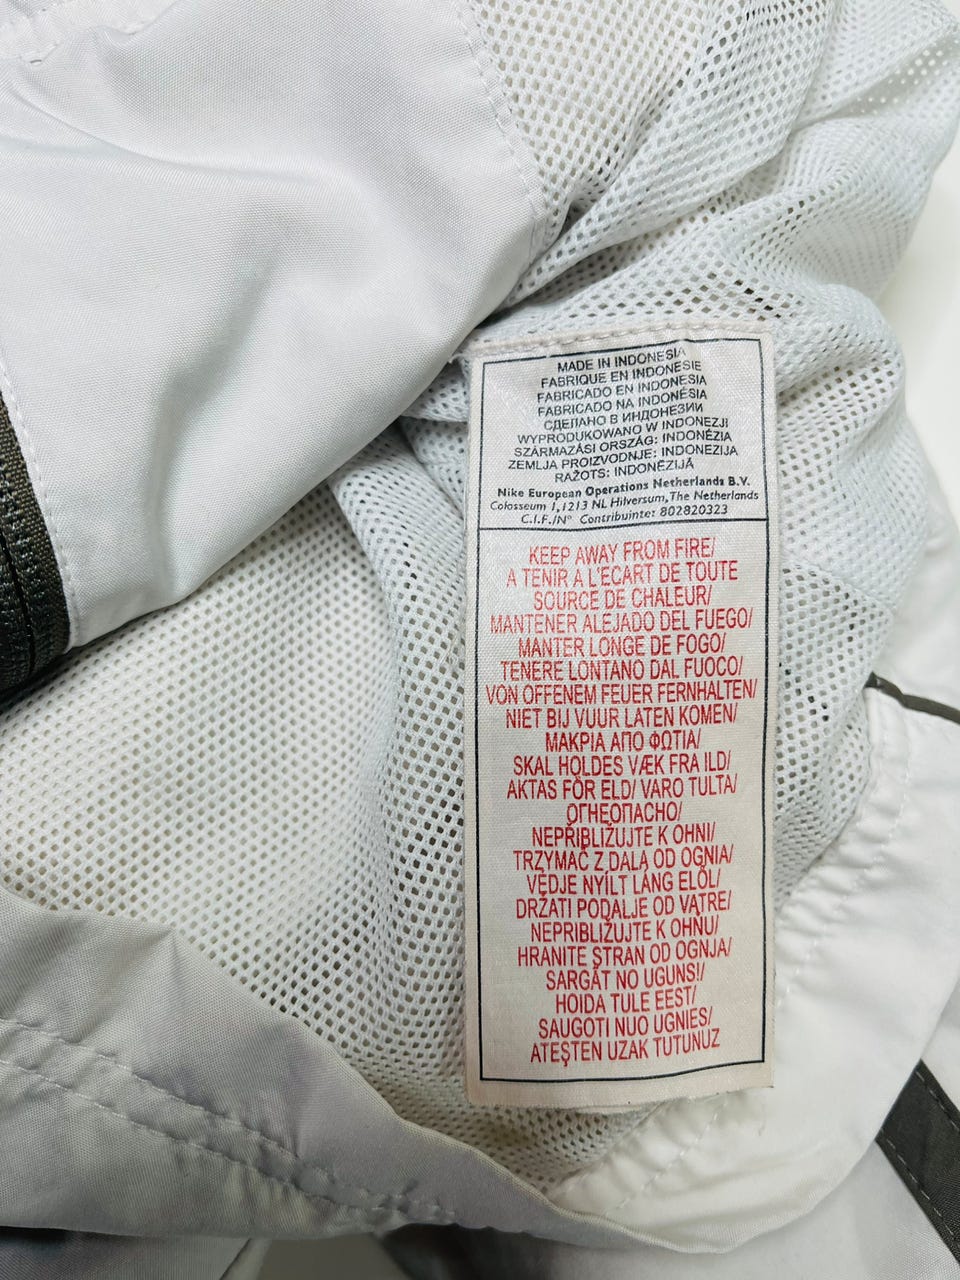 MADE IN INDONESIA
FABRIQUE EN INDONESIE
FABRICADO EN INDONESIA
FABRICADO NA INDONÉSIA
СДЕЛАНО В ИНДОНЕЗИИ
WYPRODUKOWANO W INDONEZJI
SZÁRMAZÁSI ORSZÁG: INDONÉZIA
ZEMLJA PROIZVODNJE: INDONEZIJA
RAŽOTS: INDONĒZIJĀ
Nike European Operations Netherlands B.V.
Colosseum 1,1213 NL Hilversum,The Netherlands
C.I.F./N° Contribuinte: 802820323
KEEP AWAY FROM FIRE/
A TENIR A L'ECART DE TOUTE
SOURCE DE CHALEUR/
MANTENER ALEJADO DEL FUEGO/
MANTER LONGE DE FOGO/
TENERE LONTANO DAL FUOCO/
VON OFFENEM FEUER FERNHALTEN/
NIET BIJ VUUR LATEN KOMEN/
ΜΑΚΡΙΑ ΑΠΟ ΦΩΤΙΑ/
SKAL HOLDES VÆK FRA ILD/
AKTAS FÖR ELD/ VARO TULTA/
ОГНЕОПАСНО/
NEPŘIBLIŽUJTE K OHNI/
TRZYMAĆ Z DALA OD OGNIA/
VÉDJE NYÍLT LÁNG ELŐL/
DRŽATI PODALJE OD VATRE/
NEPRIBLIŽUJTE K OHŇU/
HRANITE STRAN OD OGNJA/
SARGĀT NO UGUNS!/
HOIDA TULE EEST/
SAUGOTI NUO UGNIES/
ATEŞTEN UZAK TUTUNUZ